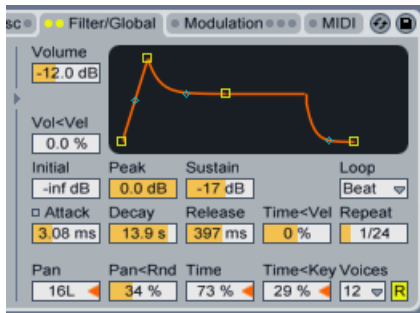 sc Filter/Global Modulation MIDI
Volume
-12.0 dB
Vol<Vel
0.0 %
Initial Peak Sustain Loop
-inf dB 0.0 dB -17 dB Beat
Attack Decay Release Time<Vel Repeat
3.08 ms 13.9 s 397 ms 0 % 1/24
Pan Pan<Rnd Time Time<Key Voices
16L 34 % 73 % 29 % 12 R